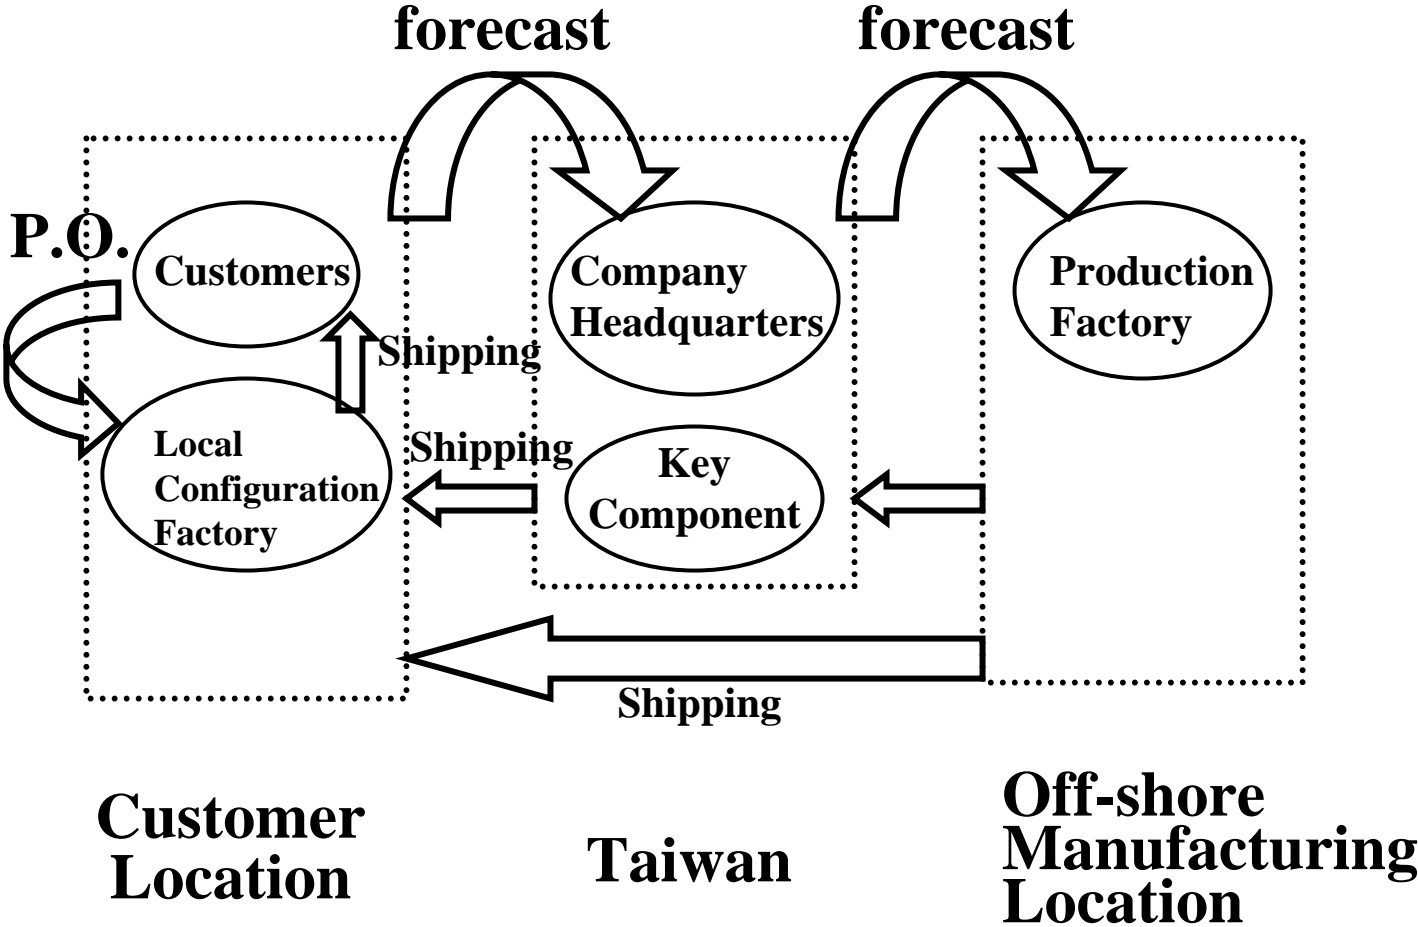 forecast
forecast
P.O.
Customers
Company
Headquarters
Production
Factory
Shipping
Local
Configuration
Factory
Shipping
Key
Component
Shipping
Customer
Location
Taiwan
Off-shore
Manufacturing
Location